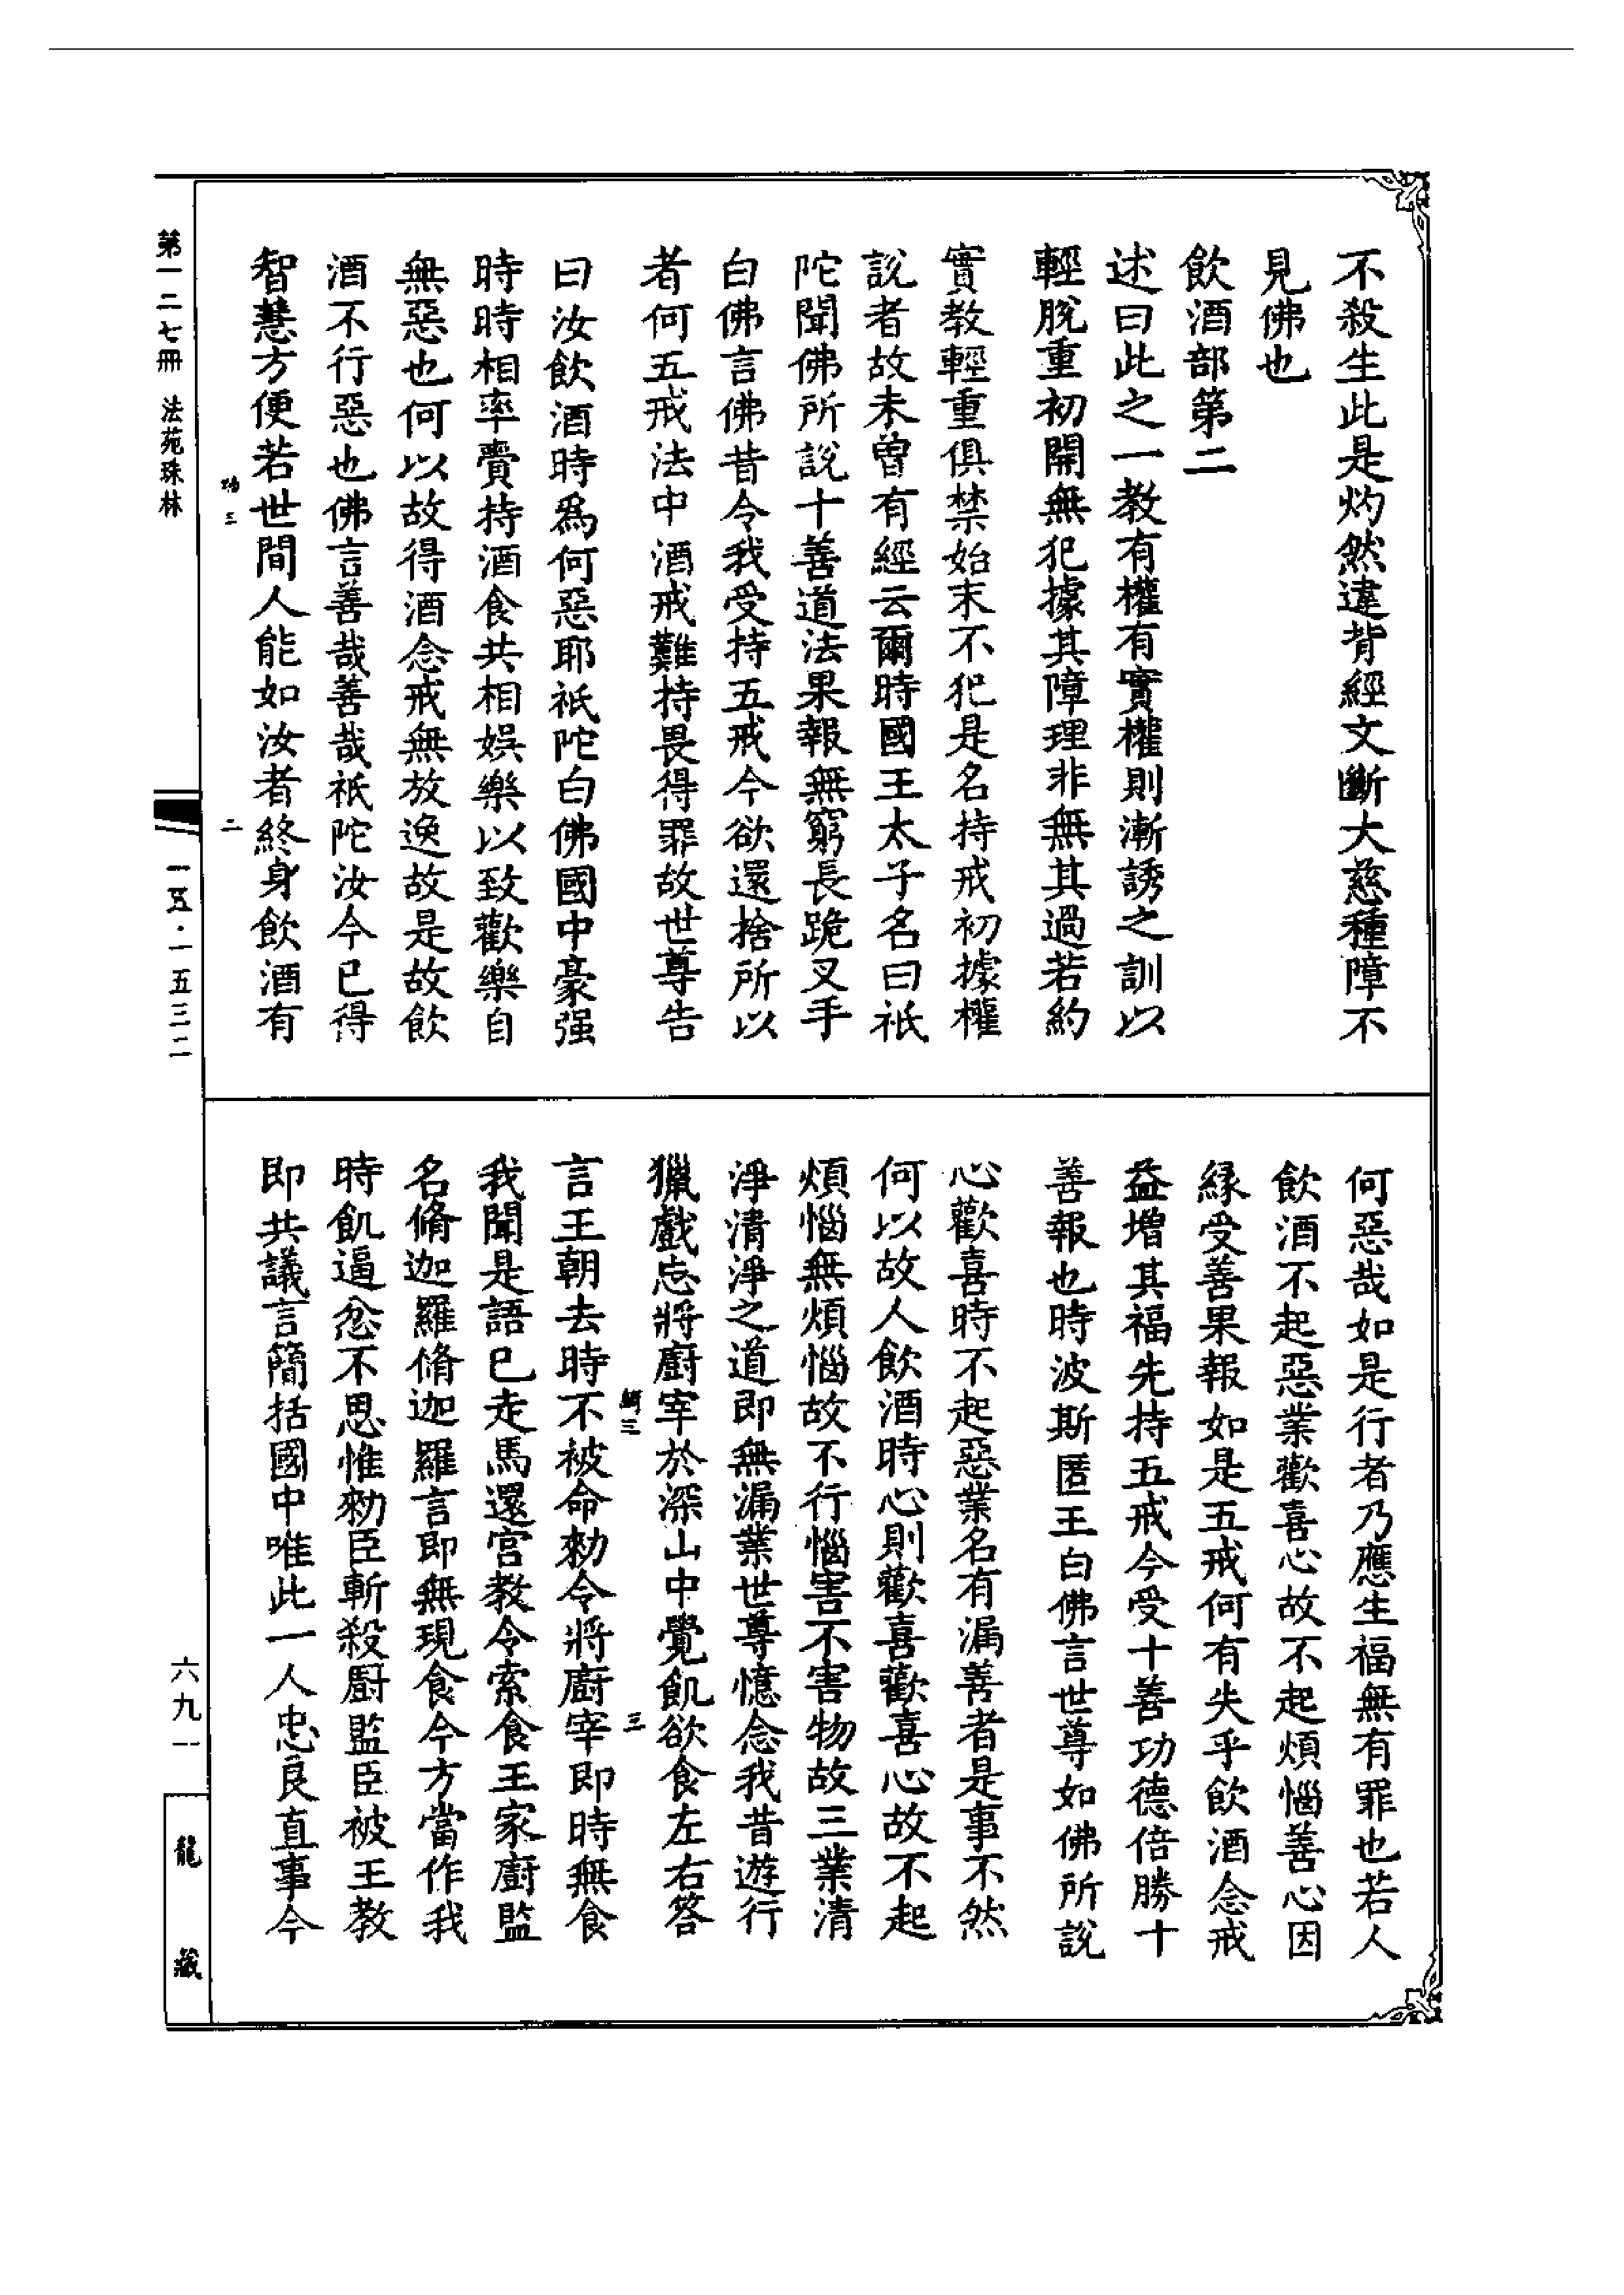 不殺生此是灼然違背經文斷大慈種障不
見佛也
飲酒部第二
述曰此之一教有權有實權則漸誘之訓以
輕脫重初開無犯據其障理非無其過若約
實教輕重俱禁始末不犯是名持戒初據權
說者故未曾有經云爾時國王太子名曰祇
陀聞佛所說十善道法果報無窮長跪叉手
白佛言佛昔令我受持五戒今欲還捨所以
者何五戒法中酒戒難持畏得罪故世尊告
曰汝飲酒時爲何惡耶祇陀白佛國中豪强
時時相率賷持酒食共相娛樂以致歡樂自
無惡也何以故得酒念戒無放逸故是故飲
酒不行惡也佛言善哉善哉祇陀汝今已得
智慧方便若世間人能如汝者終身飲酒有
何惡哉如是行者乃應生福無有罪也若人
飲酒不起惡業歡喜心故不起煩惱善心因
緣受善果報如是五戒何有失乎飲酒念戒
益增其福先持五戒今受十善功德倍勝十
善報也時波斯匿王白佛言世尊如佛所說
心歡喜時不起惡業名有漏善者是事不然
何以故人飲酒時心則歡喜歡喜心故不起
煩惱無煩惱故不行惱害不害物故三業清
淨清淨之道即無漏業世尊憶念我昔遊行
獵戲忘將廚宰於深山中覺飢欲食左右答
言王朝去時不被命勑令將廚宰即時無食
我聞是語已走馬還宮教令索食王家廚監
名脩迦羅脩迦羅言即無現食今方當作我
時飢逼忿不思惟勑臣斬殺廚監臣被王教
即共議言簡括國中唯此一人忠良直事今
第一二七冊 法苑珠林
一五·一五三二
六九一
龍藏
三
二
三
三